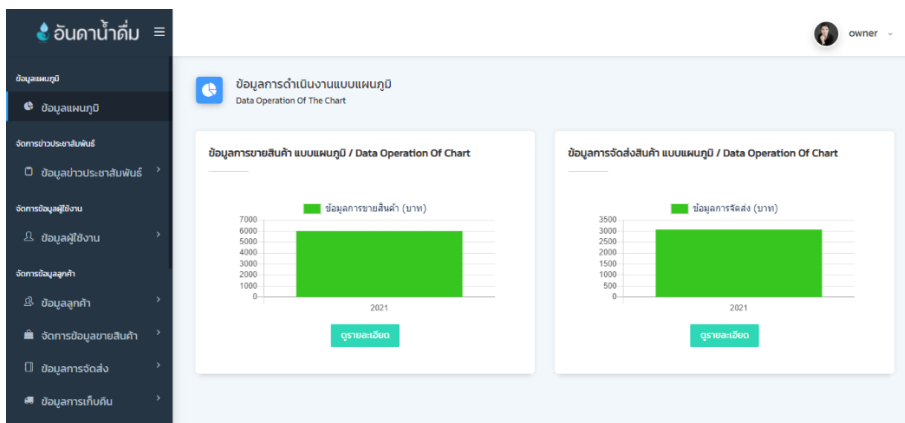 อันดาน้ำดื่ม
owner
ข้อมูลแผนภูมิ
ข้อมูลแผนภูมิ
จัดการข่าวประชาสัมพันธ์
ข้อมูลข่าวประชาสัมพันธ์
จัดการข้อมูลผู้ใช้งาน
ข้อมูลผู้ใช้งาน
จัดการข้อมูลลูกค้า
ข้อมูลลูกค้า
จัดการข้อมูลขายสินค้า
ข้อมูลการจัดส่ง
ข้อมูลการเก็บคืน
ข้อมูลการดำเนินงานแบบแผนภูมิ
Data Operation Of The Chart
ข้อมูลการขายสินค้า แบบแผนภูมิ / Data Operation Of Chart
ข้อมูลการขายสินค้า (บาท)
7000
6000
5000
4000
3000
2000
1000
0
2021
ดูรายละเอียด
ข้อมูลการจัดส่งสินค้า แบบแผนภูมิ / Data Operation Of Chart
ข้อมูลการจัดส่ง (บาท)
3500
3000
2500
2000
1500
1000
500
0
2021
ดูรายละเอียด